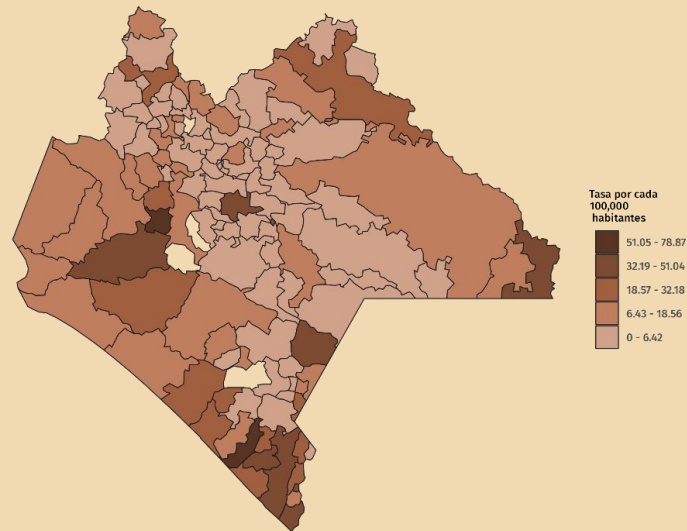 Tasa por cada
100,000
habitantes
51.05 - 78.87
32.19 - 51.04
18.57 - 32.18
6.43 - 18.56
0 - 6.42